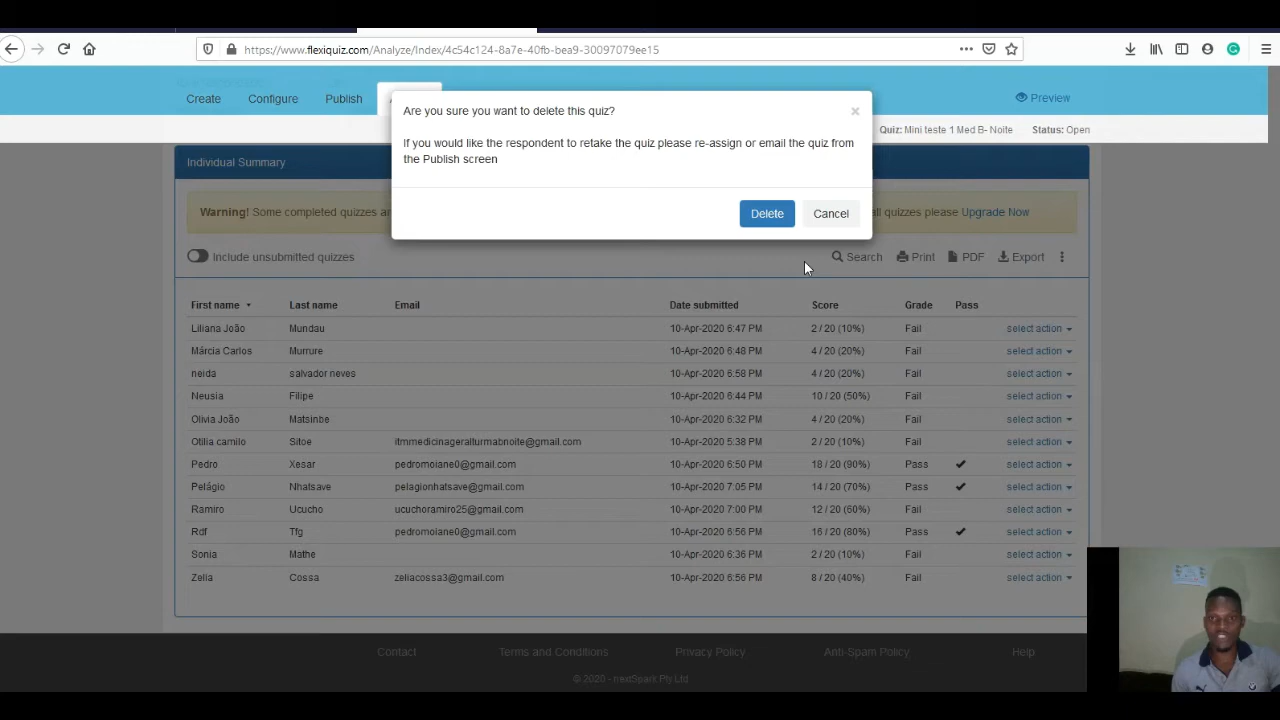 https://www.flexiquiz.com/Analyze/Index/4c54c124-8a7e-40fb-bea9-30097079ee15
Create Configure Publish Preview
Are you sure you want to delete this quiz?
If you would like the respondent to retake the quiz please re-assign or email the quiz from
the Publish screen
Delete Cancel
Quiz: Mini teste 1 Med B- Noite Status: Open
Individual Summary
Warning! Some completed quizzes all quizzes please Upgrade Now
Include unsubmitted quizzes Search Print PDF Export
First name Last name Email Date submitted Score Grade Pass
Liliana João Mundau 10-Apr-2020 6:47 PM 2 / 20 (10%) Fail select action
Márcia Carlos Murrure 10-Apr-2020 6:48 PM 4 / 20 (20%) Fail select action
neida salvador neves 10-Apr-2020 6:58 PM 4 / 20 (20%) Fail select action
Neusia Filipe 10-Apr-2020 6:44 PM 10 / 20 (50%) Fail select action
Olivia João Matsinbe 10-Apr-2020 6:32 PM 4 / 20 (20%) Fail select action
Otilia camilo Sitoe itmmedicinageralturmabnoite@gmail.com 10-Apr-2020 5:38 PM 2 / 20 (10%) Fail select action
Pedro Xesar pedromoiane0@gmail.com 10-Apr-2020 6:50 PM 18 / 20 (90%) Pass ✔ select action
Pelágio Nhatsave pelagionhatsave@gmail.com 10-Apr-2020 7:05 PM 14 / 20 (70%) Pass ✔ select action
Ramiro Ucucho ucuchoramiro25@gmail.com 10-Apr-2020 7:00 PM 12 / 20 (60%) Fail select action
Rdf Tfg pedromoiane0@gmail.com 10-Apr-2020 6:56 PM 16 / 20 (80%) Pass ✔ select action
Sonia Mathe 10-Apr-2020 6:36 PM 2 / 20 (10%) Fail select action
Zelia Cossa zeliacossa3@gmail.com 10-Apr-2020 6:56 PM 8 / 20 (40%) Fail select action
Contact Terms and Conditions Privacy Policy Anti-Spam Policy Help
© 2020 - nextSpark Pty Ltd